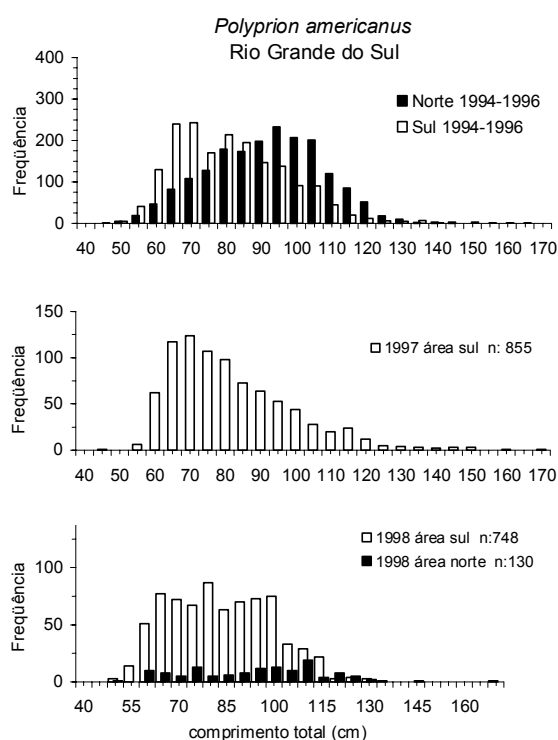 Polyprion americanus
Rio Grande do Sul
400
300
200
100
0
Freqüência
Norte 1994-1996
Sul 1994-1996
40 50 60 70 80 90 100 110 120 130 140 150 160 170
150
100
50
0
Freqüência
1997 área sul n: 855
40 50 60 70 80 90 100 110 120 130 140 150 160 170
100
50
0
Freqüência
1998 área sul n:748
1998 área norte n:130
40 55 70 85 100 115 130 145 160
comprimento total (cm)